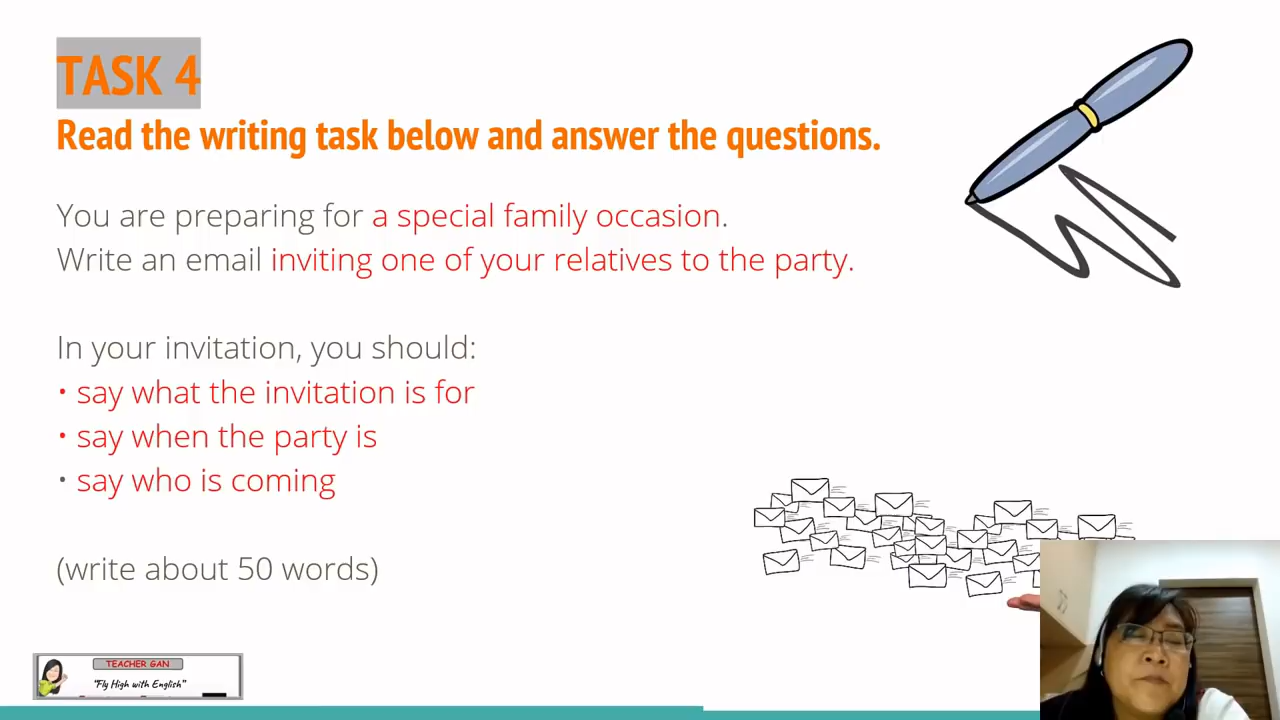 TASK 4
Read the writing task below and answer the questions.
You are preparing for a special family occasion.
Write an email inviting one of your relatives to the party.
In your invitation, you should:
• say what the invitation is for
• say when the party is
• say who is coming
(write about 50 words)
TEACHER GAN
"Fly High with English"